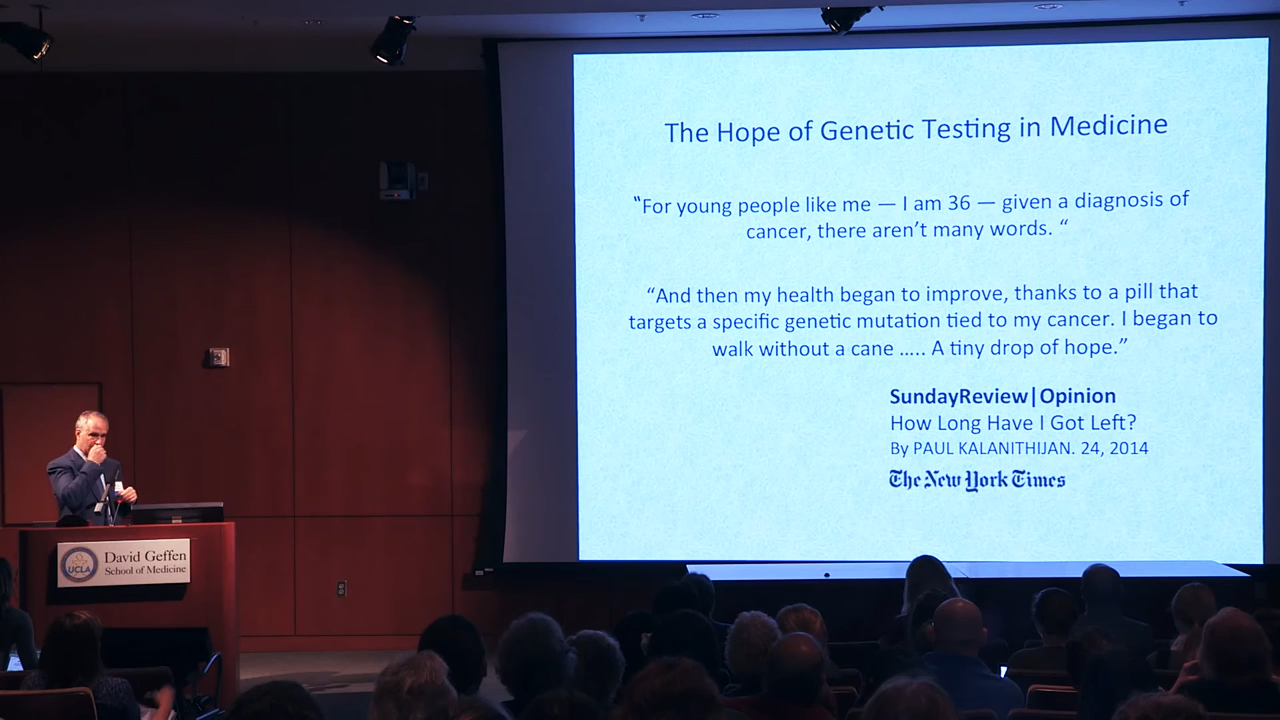 The Hope of Genetic Testing in Medicine
"For young people like me — I am 36 — given a diagnosis of
cancer, there aren't many words. “
“And then my health began to improve, thanks to a pill that
targets a specific genetic mutation tied to my cancer. I began to
walk without a cane ..... A tiny drop of hope.”
SundayReview|Opinion
How Long Have I Got Left?
By PAUL KALANITHIJAN. 24, 2014
The New York Times
UCLA
David Geffen
School of Medicine